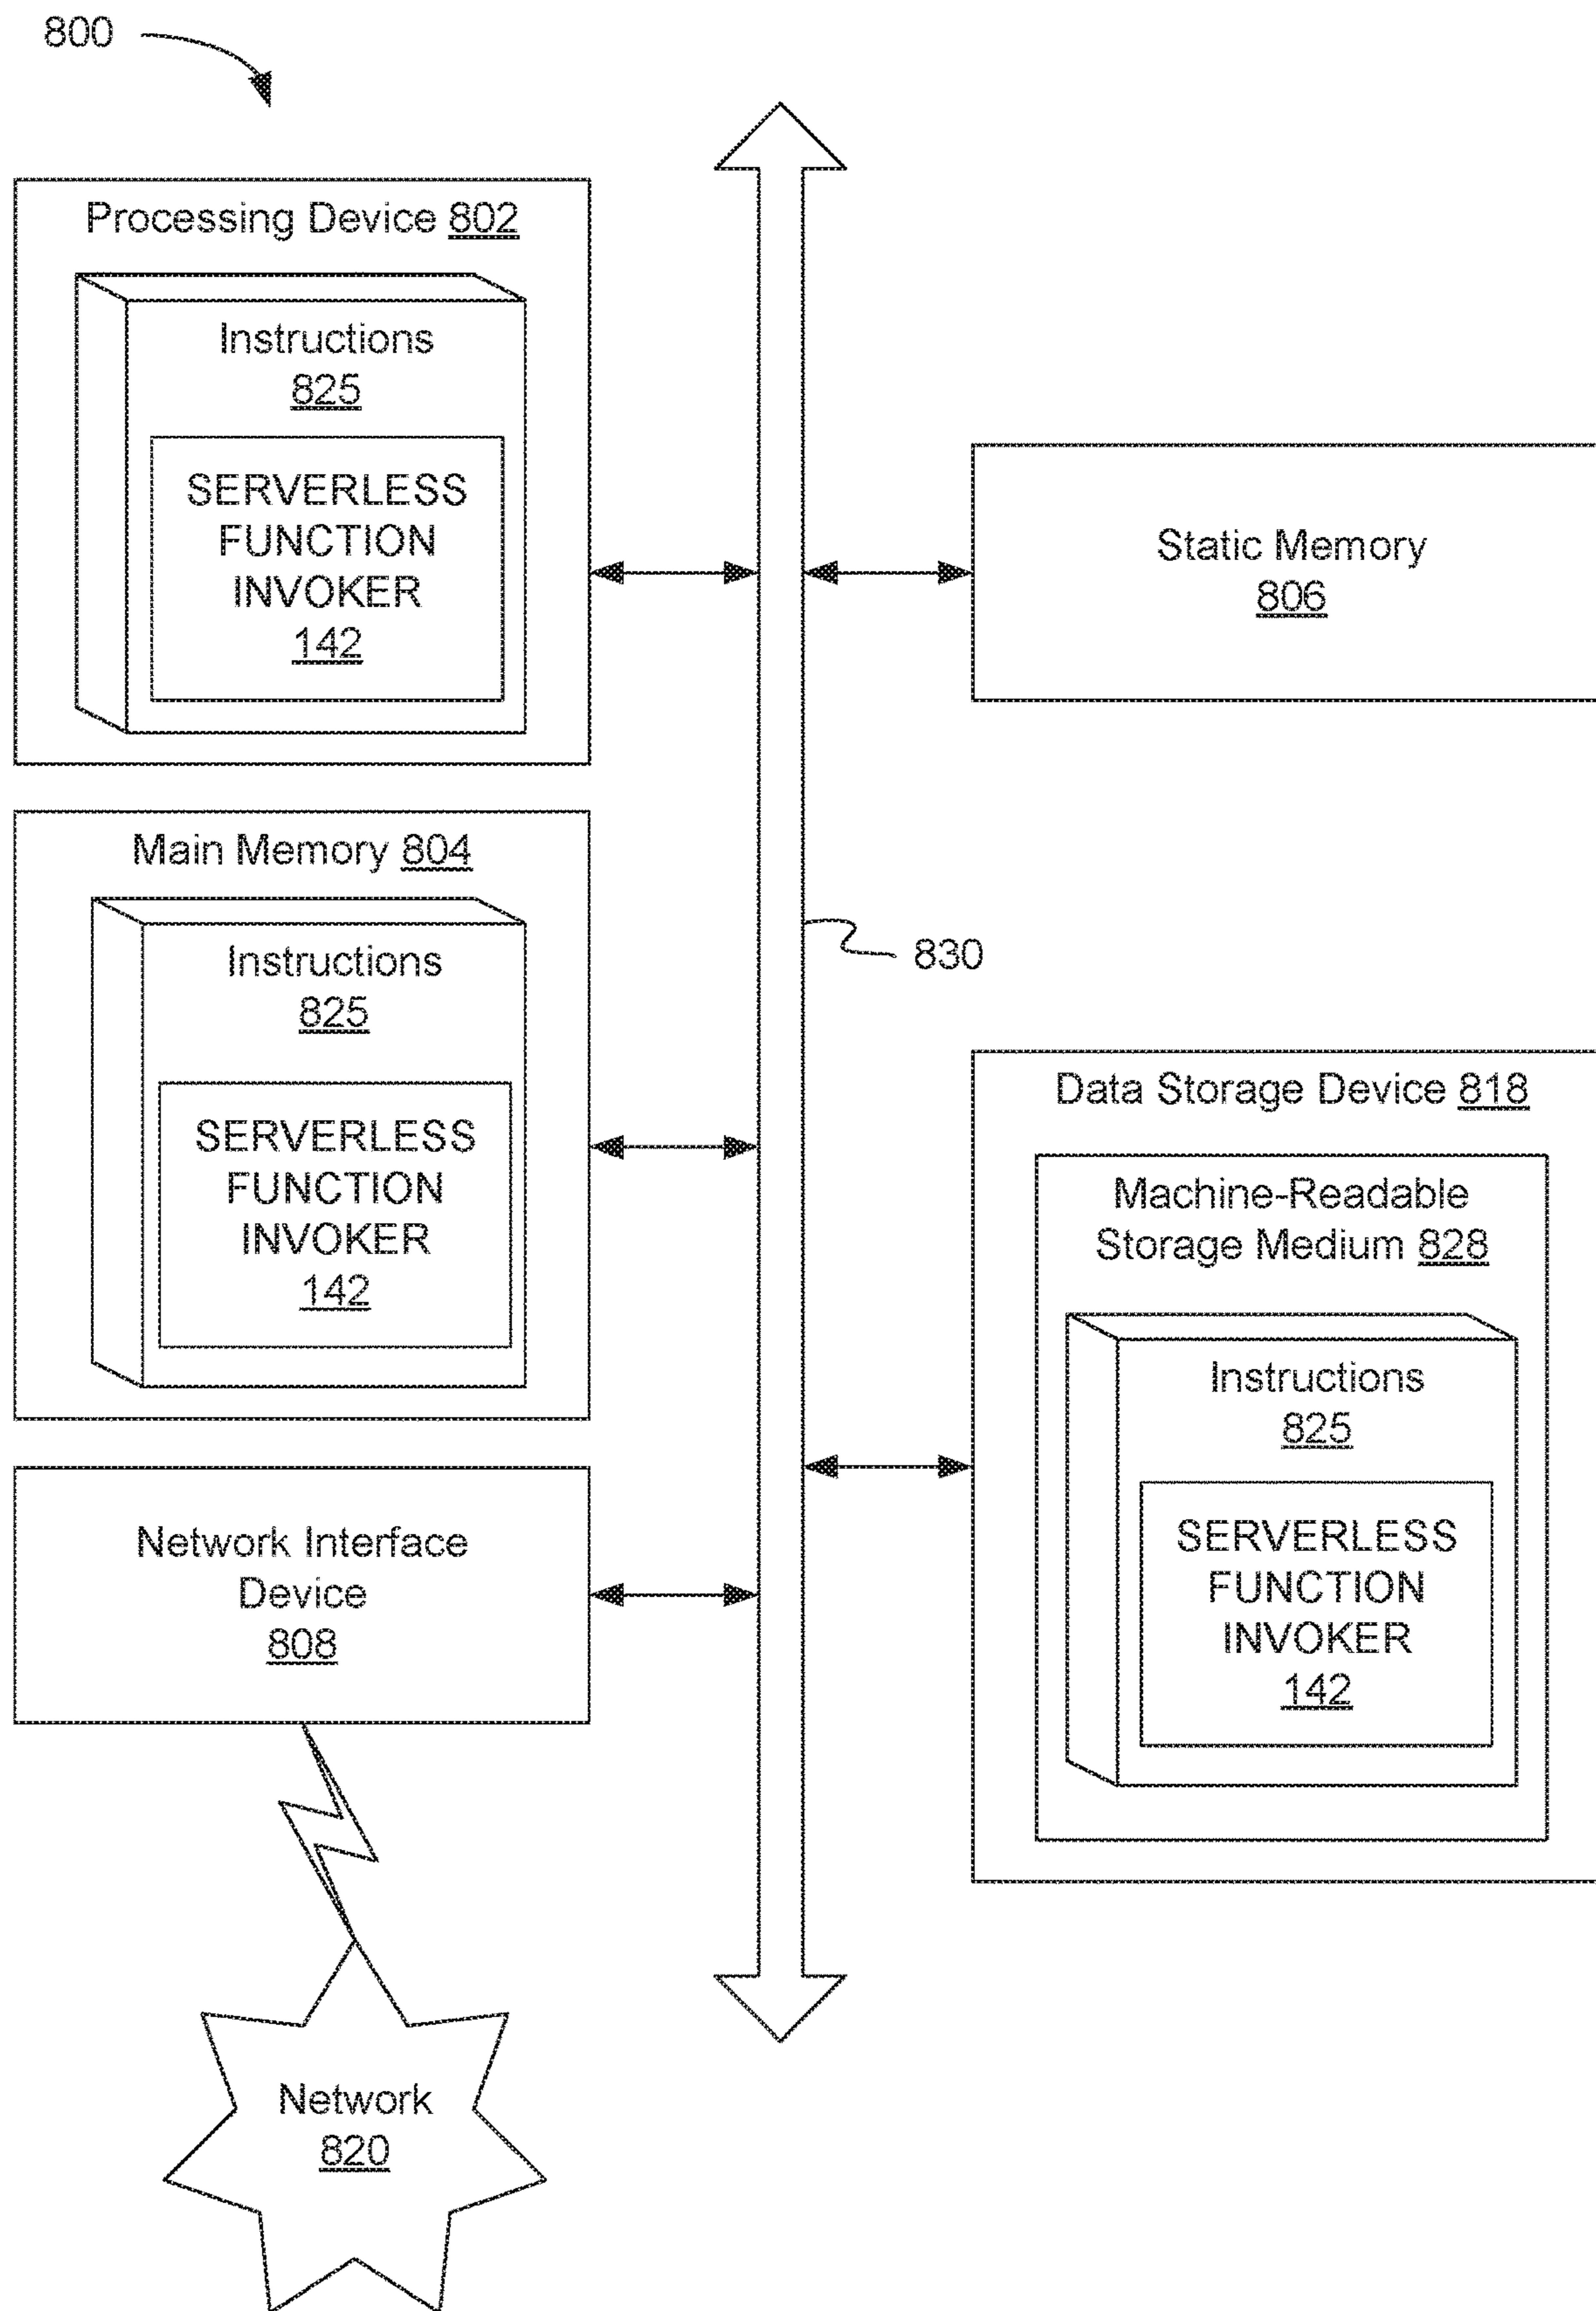 800
Processing Device 802
Instructions
825
SERVERLESS
FUNCTION
INVOKER
142
Static Memory
806
Main Memory 804
Instructions
825
SERVERLESS
FUNCTION
INVOKER
142
830
Data Storage Device 818
Machine-Readable
Storage Medium 828
Instructions
825
SERVERLESS
FUNCTION
INVOKER
142
Network Interface
Device
808
Network
820